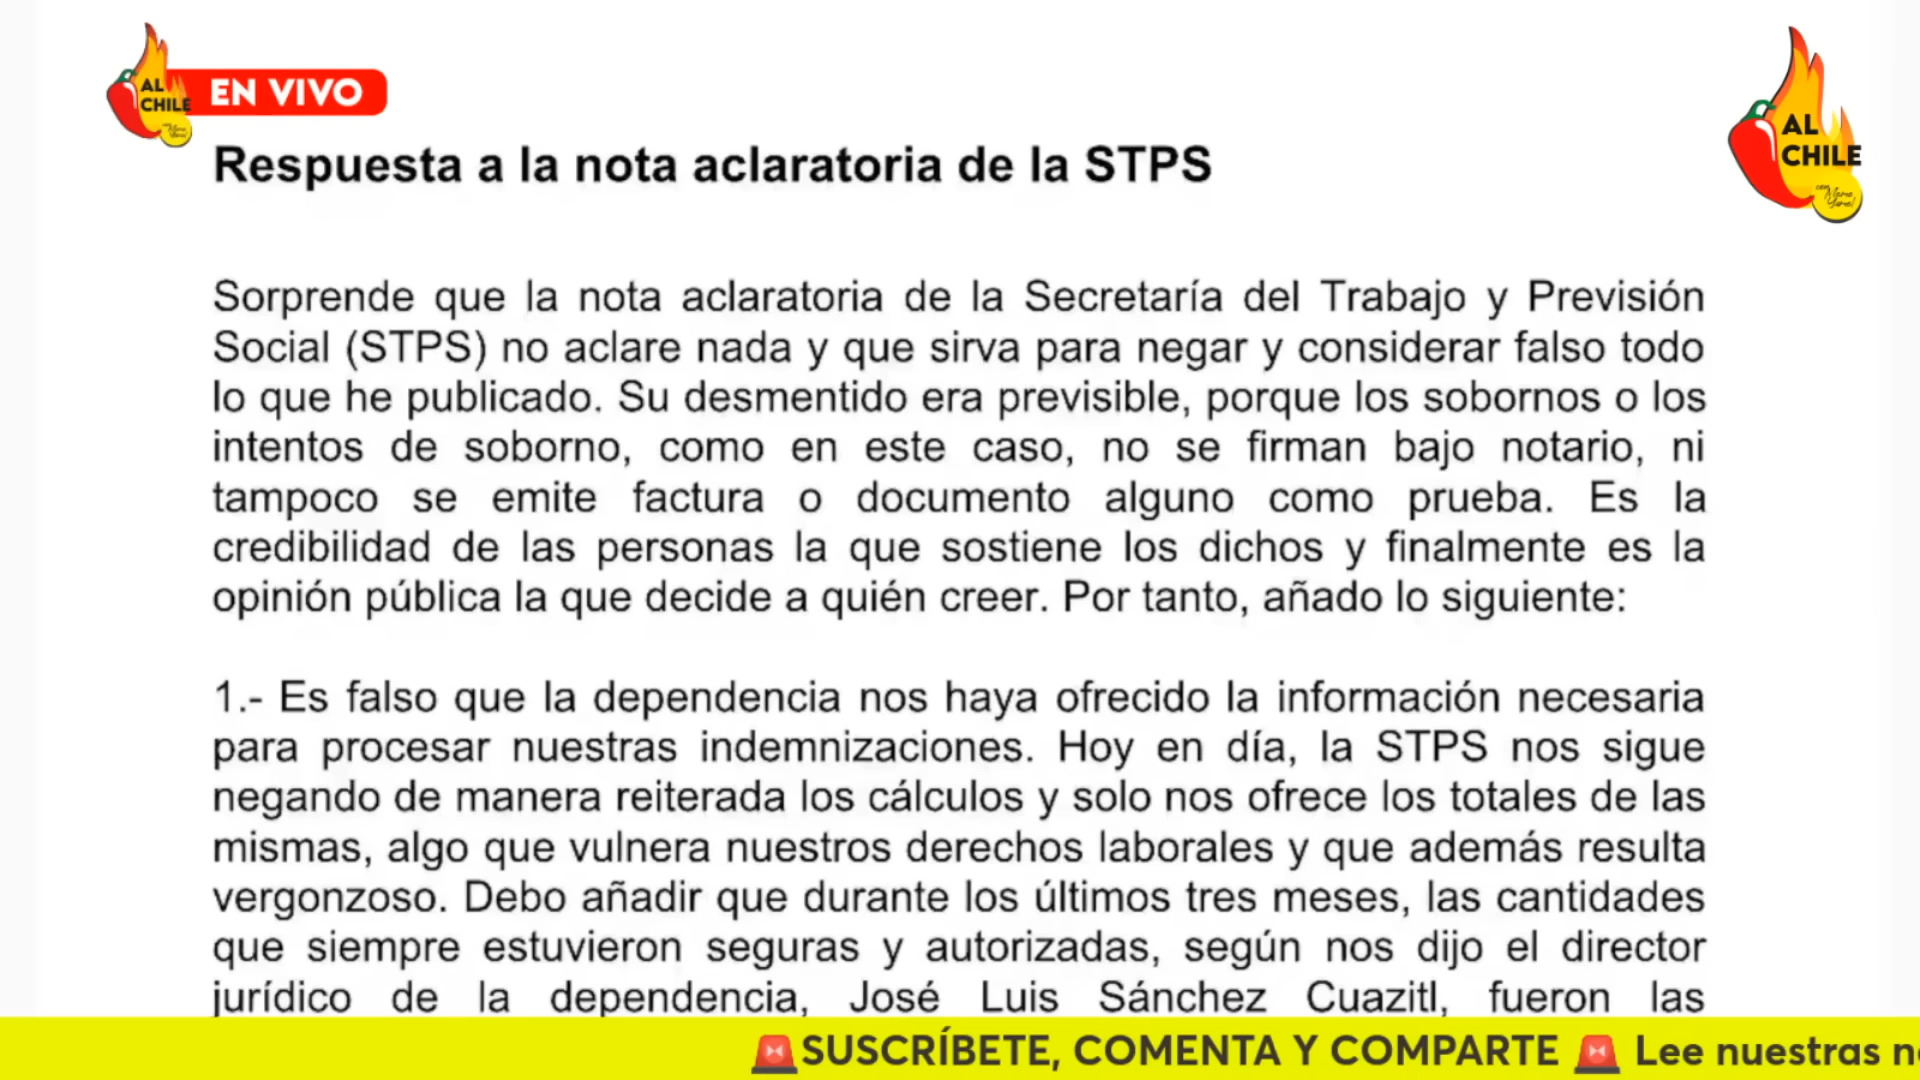 AL
CHILE
EN VIVO
AL
CHILE
Respuesta a la nota aclaratoria de la STPS
Sorprende que la nota aclaratoria de la Secretaría del Trabajo y Previsión
Social (STPS) no aclare nada y que sirva para negar y considerar falso todo
lo que he publicado. Su desmentido era previsible, porque los sobornos o los
intentos de soborno, como en este caso, no se firman bajo notario, ni
tampoco se emite factura o documento alguno como prueba. Es la
credibilidad de las personas la que sostiene los dichos y finalmente es la
opinión pública la que decide a quién creer. Por tanto, añado lo siguiente:
1.- Es falso que la dependencia nos haya ofrecido la información necesaria
para procesar nuestras indemnizaciones. Hoy en día, la STPS nos sigue
negando de manera reiterada los cálculos y solo nos ofrece los totales de las
mismas, algo que vulnera nuestros derechos laborales y que además resulta
vergonzoso. Debo añadir que durante los últimos tres meses, las cantidades
que siempre estuvieron seguras y autorizadas, según nos dijo el director
jurídico de la dependencia, José Luis Sánchez Cuazitl, fueron las
SUSCRÍBETE, COMENTA Y COMPARTE Lee nuestras